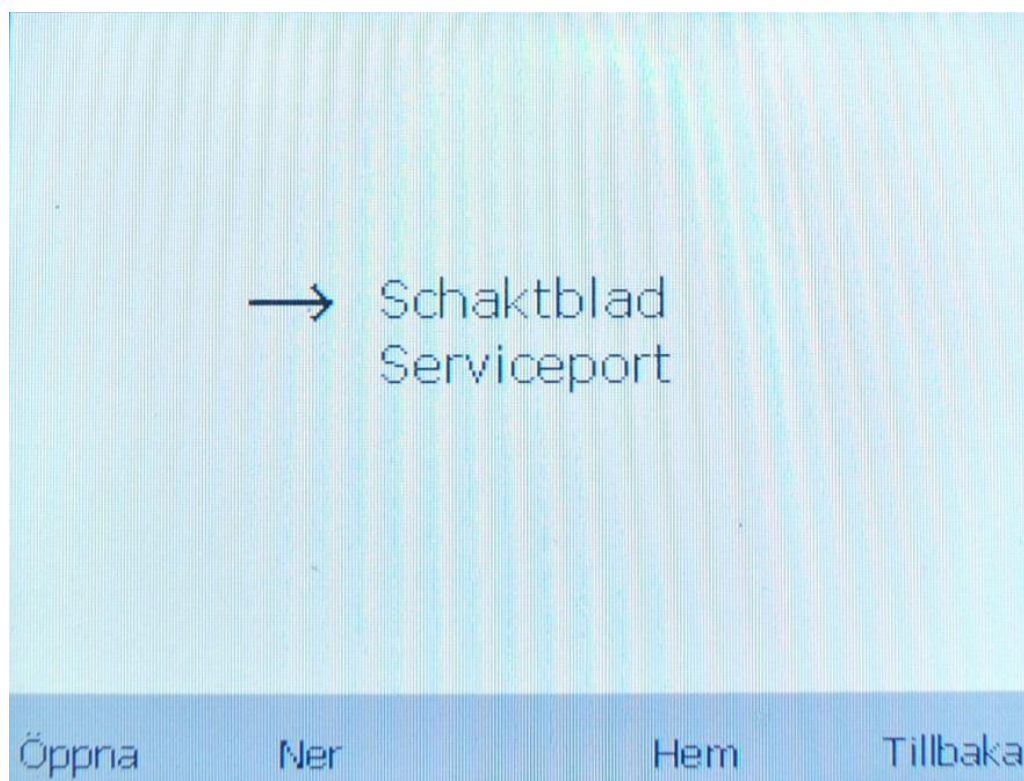 → Schaktblad
Serviceport
Öppna Ner Hem Tillbaka